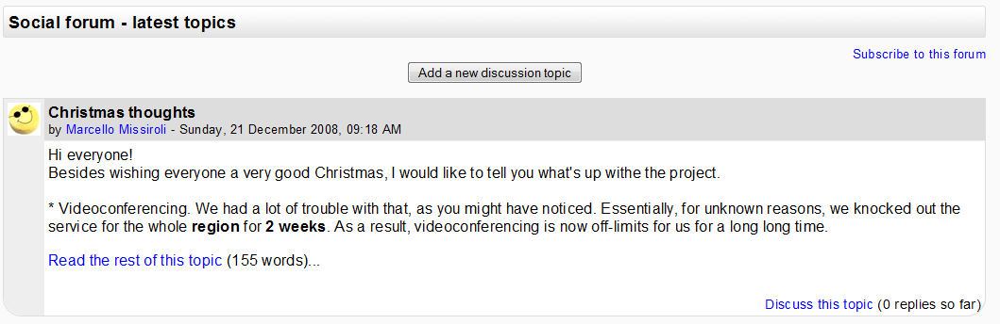 Social forum - latest topics
Subscribe to this forum
Add a new discussion topic
Christmas thoughts
by Marcello Missiroli - Sunday, 21 December 2008, 09:18 AM
Hi everyone!
Besides wishing everyone a very good Christmas, I would like to tell you what's up withe the project.
* Videoconferencing. We had a lot of trouble with that, as you might have noticed. Essentially, for unknown reasons, we knocked out the
service for the whole region for 2 weeks. As a result, videoconferencing is now off-limits for us for a long long time.
Read the rest of this topic (155 words)...
Discuss this topic (0 replies so far)